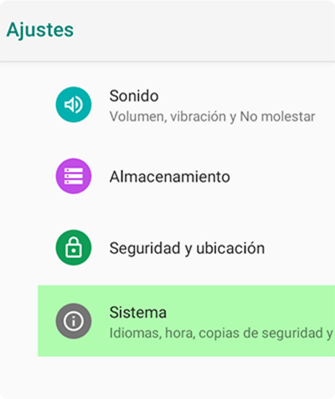 Ajustes
Sonido
Volumen, vibración y No molestar
Almacenamiento
Seguridad y ubicación
Sistema
Idiomas, hora, copias de seguridad y